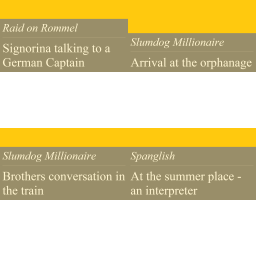 Raid on Rommel
Signorina talking to a
German Captain
Slumdog Millionaire
Arrival at the orphanage
Slumdog Millionaire
Brothers conversation in
the train
Spanglish
At the summer place -
an interpreter